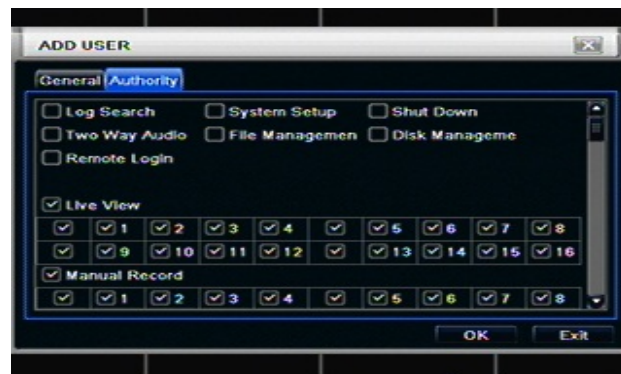 ADD USER
General Authority
Log Search System Setup Shut Down
Two Way Audio File Managemen Disk Manageme
Remote Login
Live View
1 2 3 4 5 6 7 8
9 10 11 12 13 14 15 16
Manual Record
1 2 3 4 5 6 7 8
OK Exit